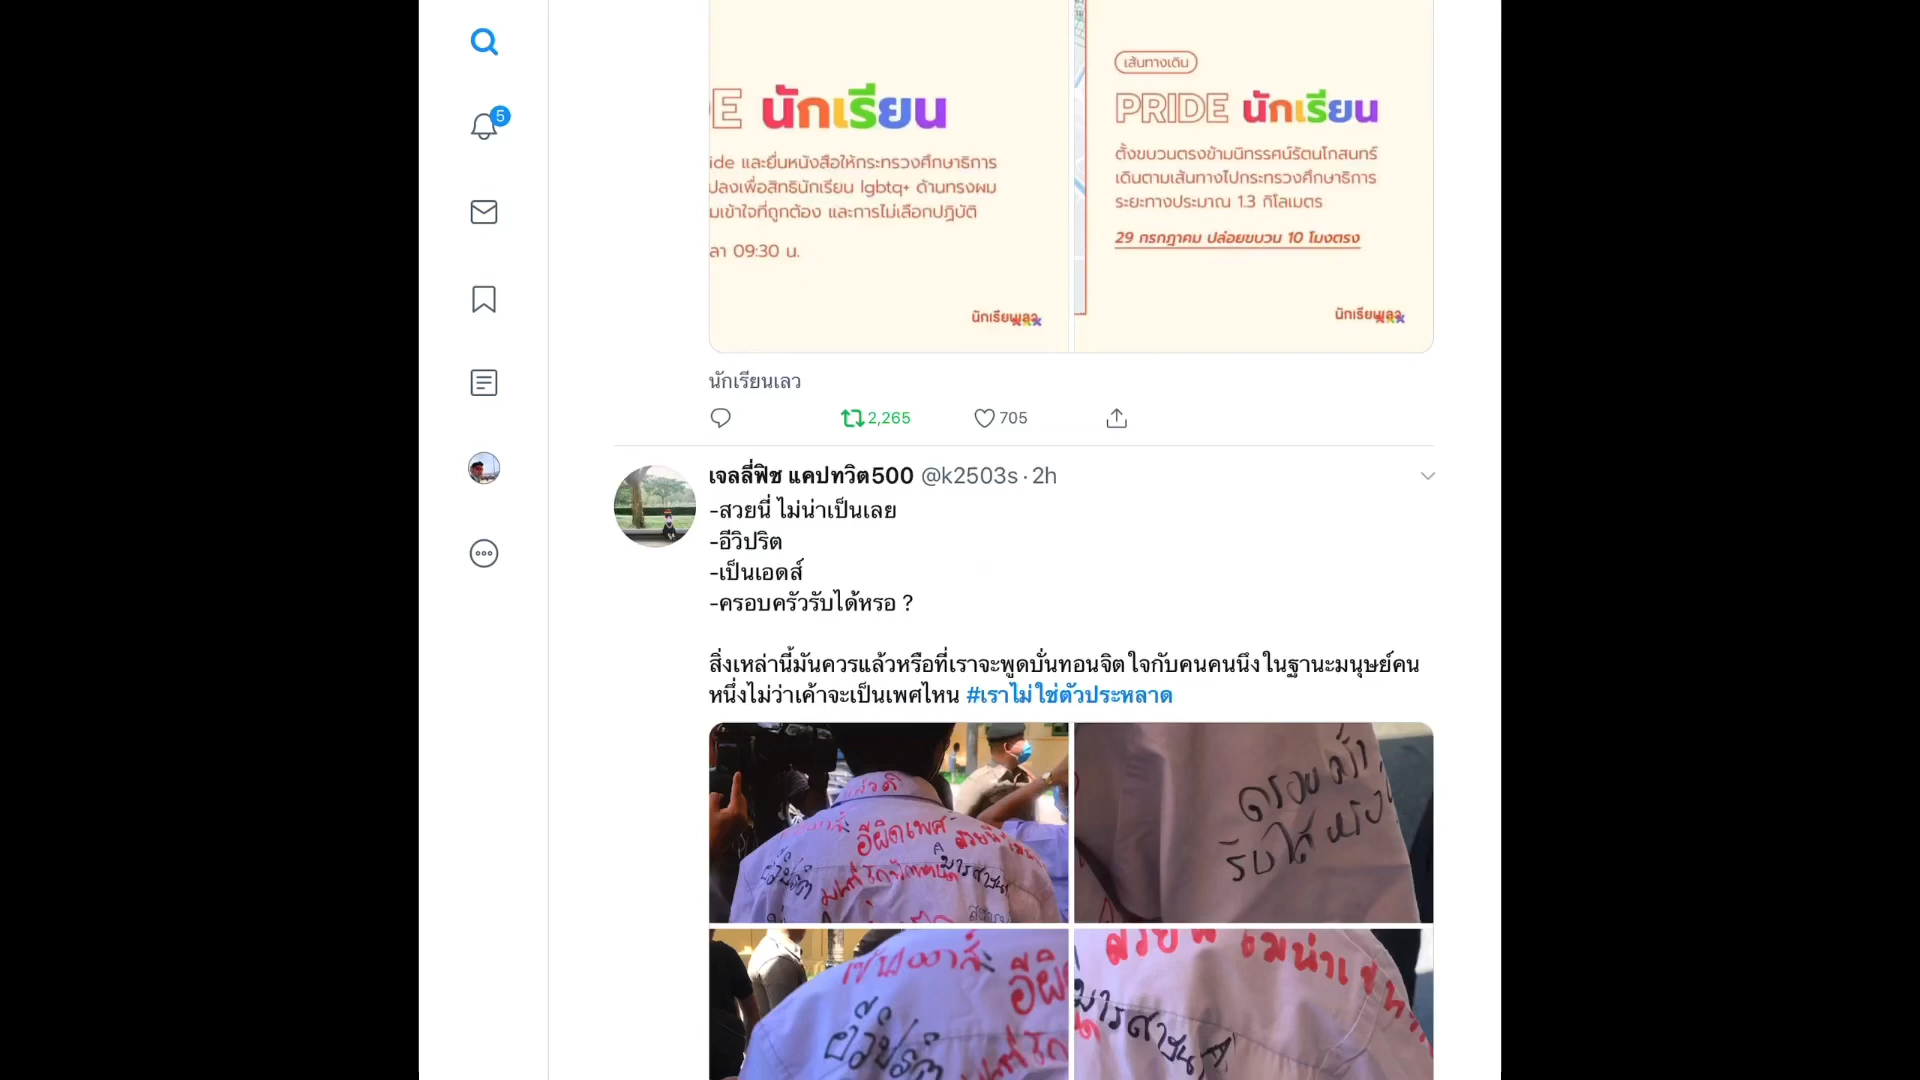 E นักเรียน
ide และยื่นหนังสือให้กระทรวงศึกษาธิการ
ปลงเพื่อสิทธินักเรียน lgbtq+ ด้านทรงผม
มเข้าใจที่ถูกต้อง และการไม่เลือกปฏิบัติ
ลา 09:30 น.
นักเรียนเลว
เส้นทางเดิน
PRIDE นักเรียน
ตั้งขบวนตรงข้ามนิทรรศน์รัตนโกสนทร์
เดินตามเส้นทางไปกระทรวงศึกษาธิการ
ระยะทางประมาณ 1.3 กิโลเมตร
29 กรกฎาคม ปล่อยขบวน 10 โมงตรง
นักเรียนเลว
5
นักเรียนเลว
2,265
705
เจลลี่ฟิช แคปทวิต500 @k2503s · 2h
-สวยนี่ ไม่น่าเป็นเลย
-อีวิปริต
-เป็นเอดส์
-ครอบครัวรับได้หรอ ?
สิ่งเหล่านี้มันควรแล้วหรือที่เราจะพูดบั่นทอนจิตใจกับคนคนนึงในฐานะมนุษย์คน
หนึ่งไม่ว่าเค้าจะเป็นเพศไหน #เราไม่ใช่ตัวประหลาด
อีผิดเพศ
ครอบครัว
รับได้หรอ